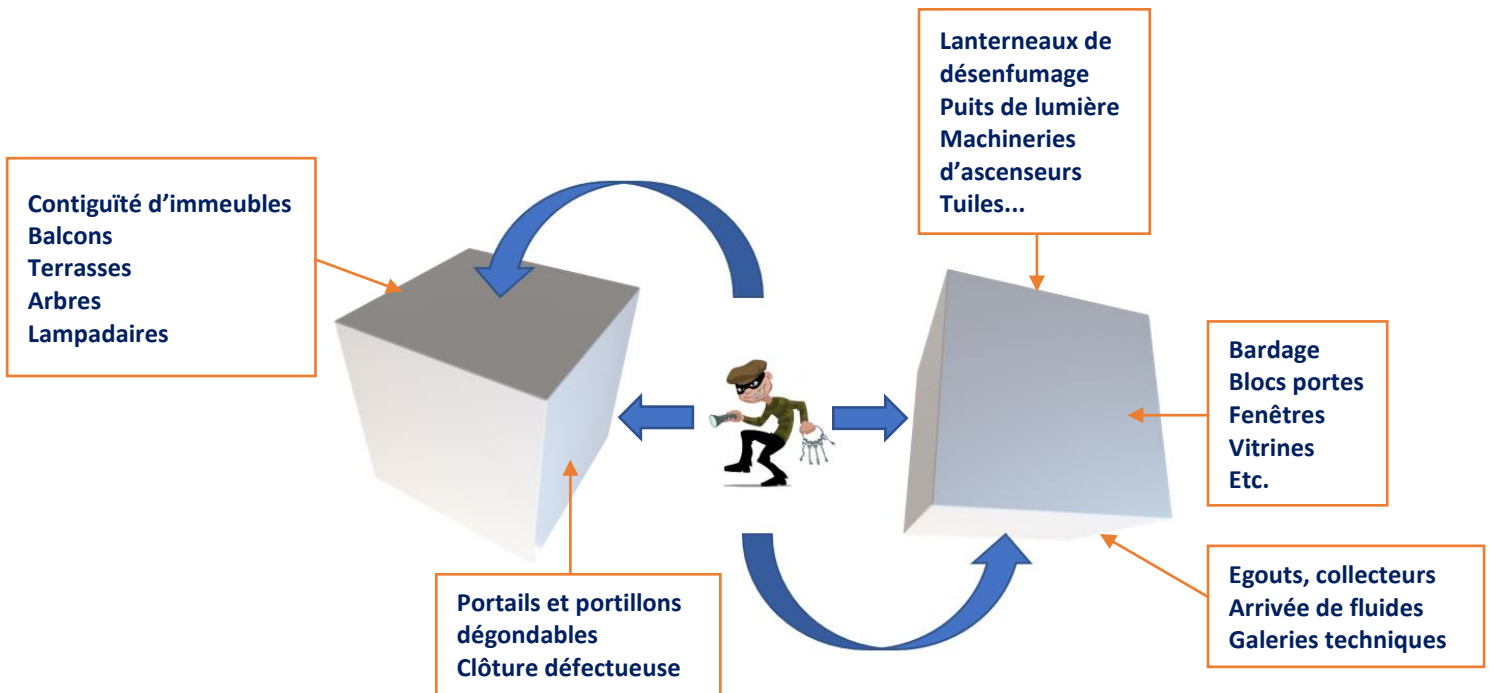 Lanterneaux de
désenfumage
Puits de lumière
Machineries
d’ascenseurs
Tuiles...
Contiguïté d’immeubles
Balcons
Terrasses
Arbres
Lampadaires
Bardage
Blocs portes
Fenêtres
Vitrines
Etc.
Portails et portillons
dégondables
Clôture défectueuse
Egouts, collecteurs
Arrivée de fluides
Galeries techniques